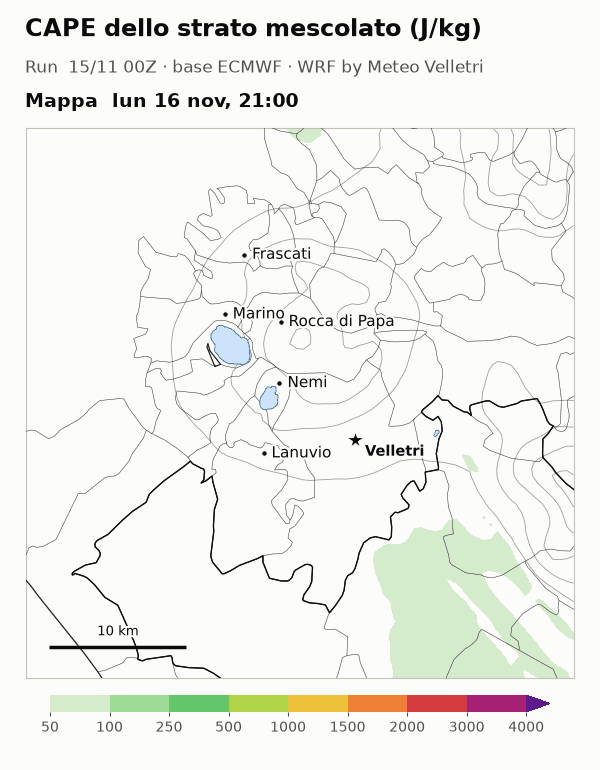 CAPE dello strato mescolato (J/kg)
Run  15/11 00Z · base ECMWF · WRF by Meteo Velletri
Mappa  lun 16 nov, 21:00
Frascati
Marino
Rocca di Papa
Nemi
Velletri
Lanuvio
10 km
50 100 250 500 1000 1500 2000 3000 4000